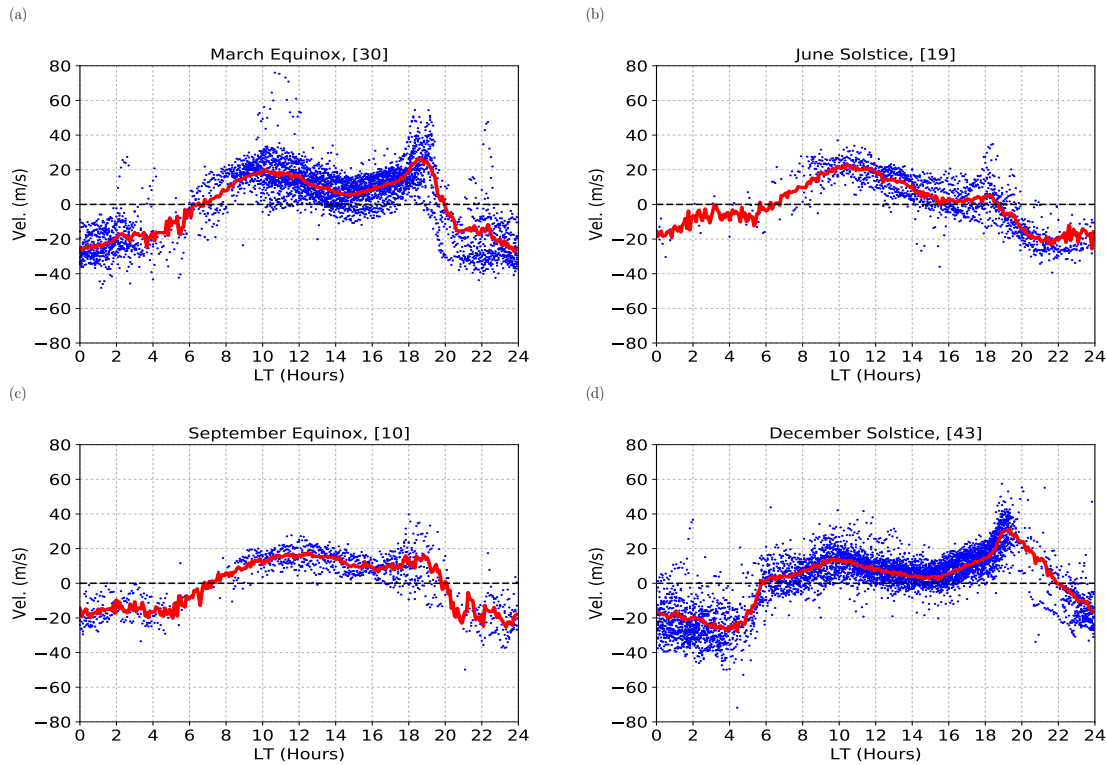 (a)
March Equinox, [30]
80
60
40
20
0
−20
−40
−60
−80
Vel. (m/s)
0 2 4 6 8 10 12 14 16 18 20 22 24
LT (Hours)
(b)
June Solstice, [19]
80
60
40
20
0
−20
−40
−60
−80
Vel. (m/s)
0 2 4 6 8 10 12 14 16 18 20 22 24
LT (Hours)
(c)
September Equinox, [10]
80
60
40
20
0
−20
−40
−60
−80
Vel. (m/s)
0 2 4 6 8 10 12 14 16 18 20 22 24
LT (Hours)
(d)
December Solstice, [43]
80
60
40
20
0
−20
−40
−60
−80
Vel. (m/s)
0 2 4 6 8 10 12 14 16 18 20 22 24
LT (Hours)